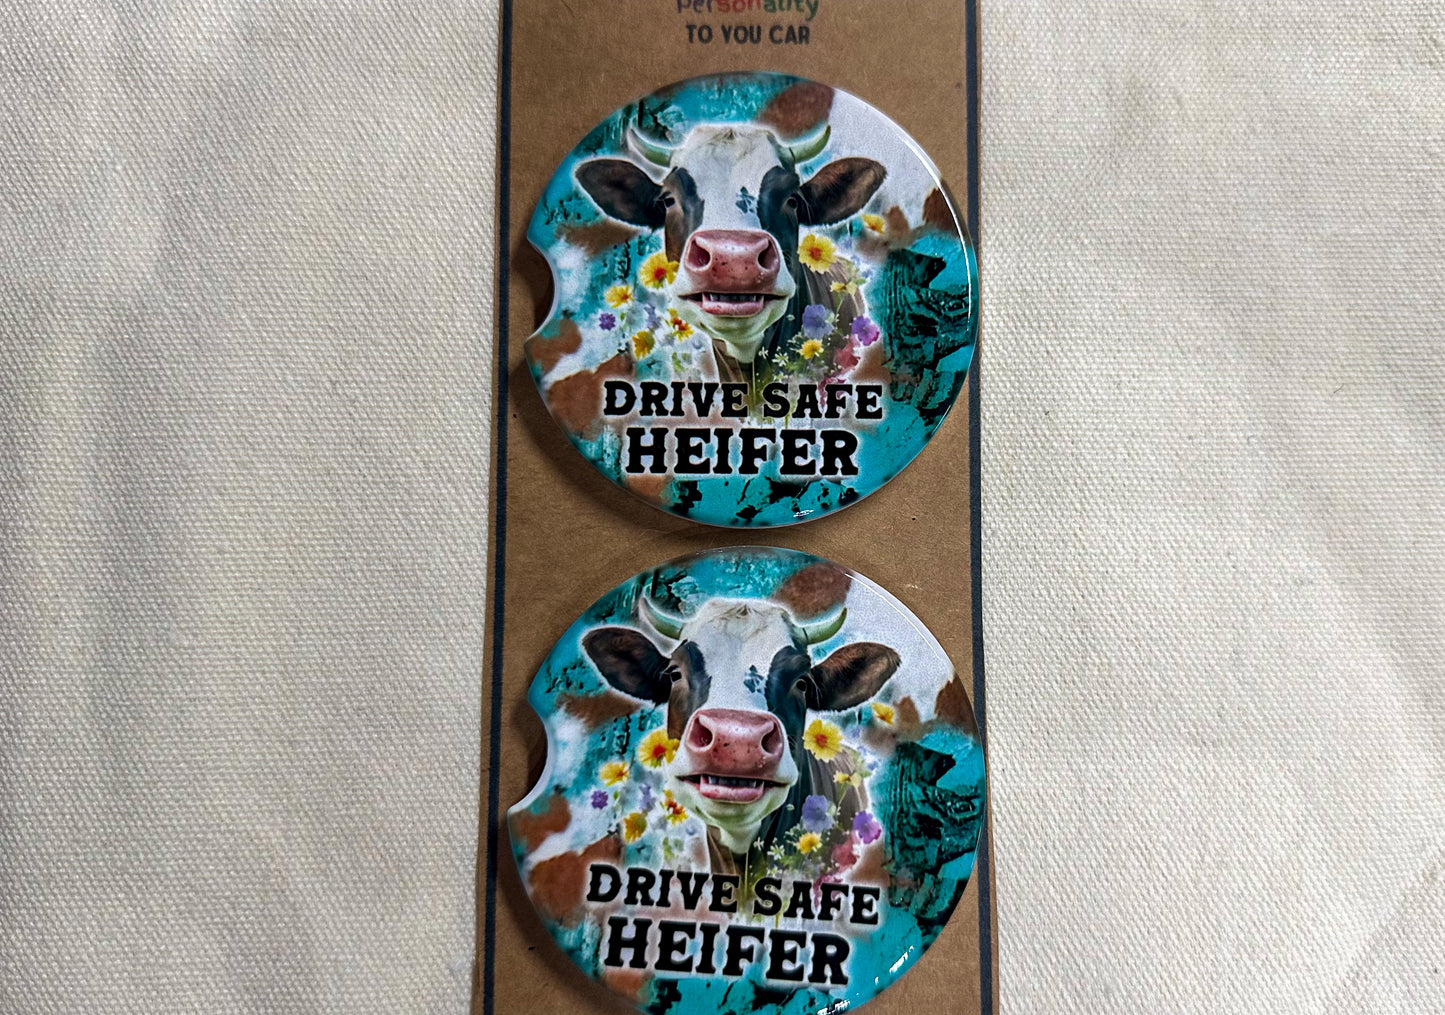 Personality
TO YOU CAR
DRIVE SAFE
HEIFER
DRIVE SAFE
HEIFER